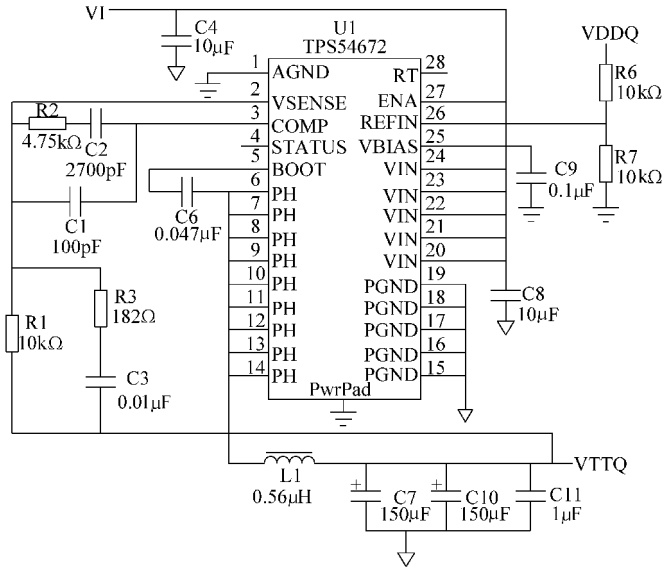 VI
C4
10μF
U1
TPS54672
VDDQ
1
AGND
RT
28
R6
10kΩ
2
VSENSE
ENA
27
R2
4.75kΩ
3
COMP
REFIN
26
C2
2700pF
4
STATUS
VBIAS
25
R7
10kΩ
5
BOOT
VIN
24
C9
0.1μF
6
PH
VIN
23
C6
0.047μF
7
PH
VIN
22
C1
100pF
8
PH
VIN
21
9
PH
VIN
20
10
PH
PGND
19
C8
10μF
11
PH
PGND
18
R3
182Ω
12
PH
PGND
17
R1
10kΩ
13
PH
PGND
16
14
PH
PGND
15
C3
0.01μF
PwrPad
VTTQ
L1
0.56μH
+
C7
150μF
+
C10
150μF
C11
1μF